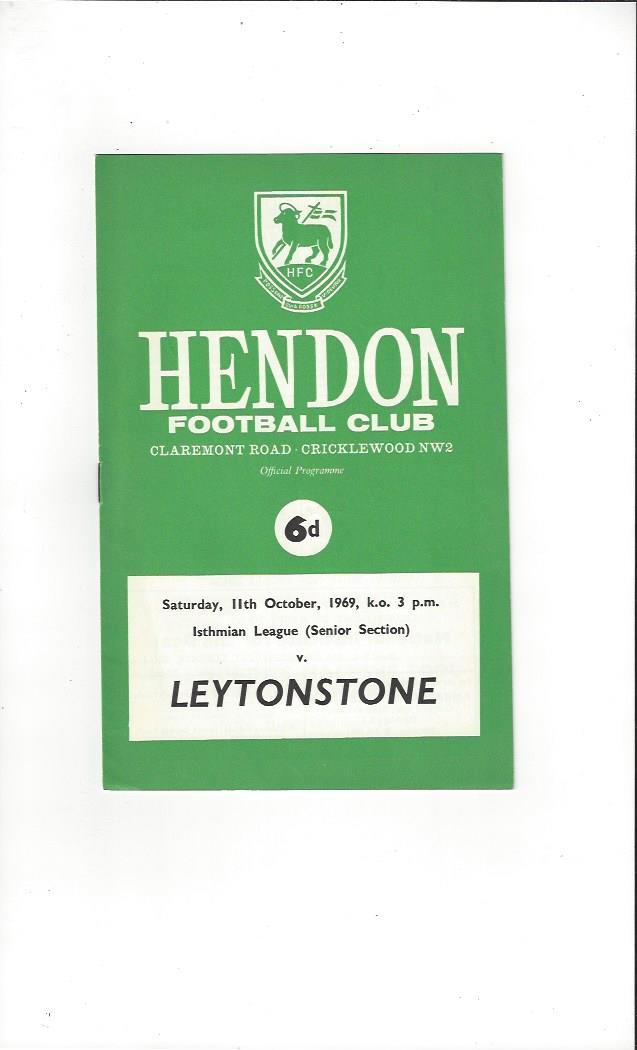 HFC
HENDON
FOOTBALL CLUB
CLAREMONT ROAD · CRICKLEWOOD NW2
Official Programme
6d
Saturday, 11th October, 1969, k.o. 3 p.m.
Isthmian League (Senior Section)
v.
LEYTONSTONE